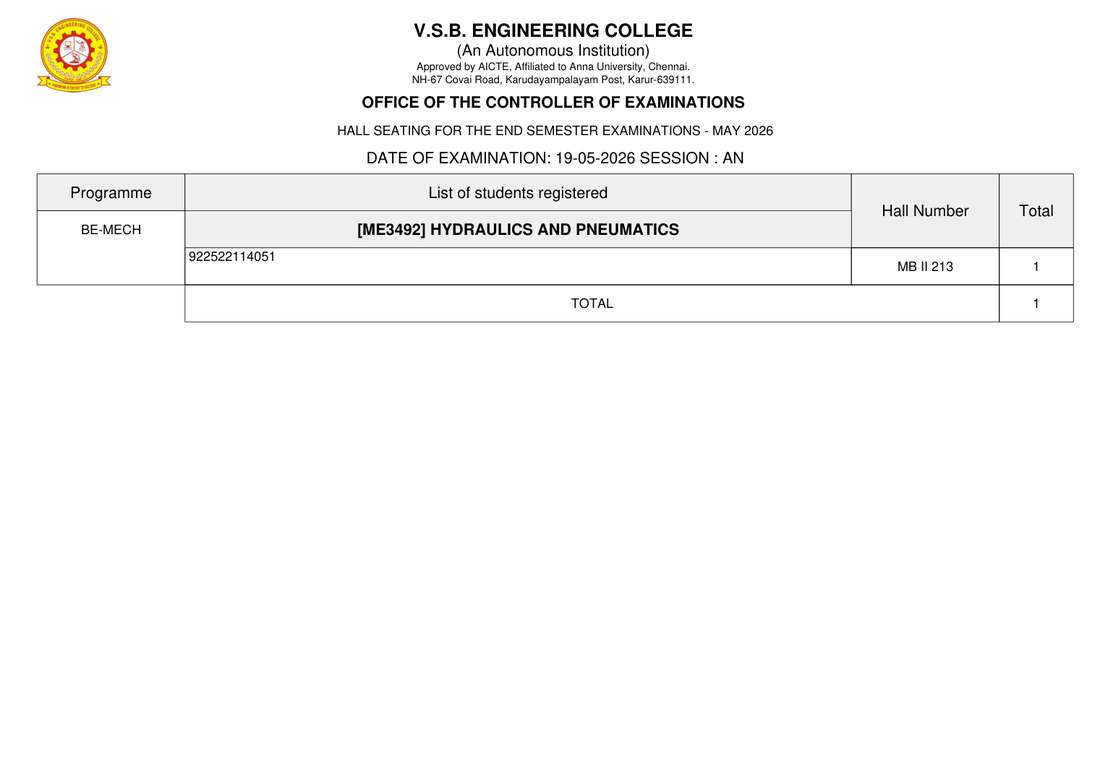 V.S.B. ENGINEERING COLLEGE
(An Autonomous Institution)
Approved by AICTE, Affiliated to Anna University, Chennai.
NH-67 Covai Road, Karudayampalayam Post, Karur-639111.
OFFICE OF THE CONTROLLER OF EXAMINATIONS
HALL SEATING FOR THE END SEMESTER EXAMINATIONS - MAY 2026
DATE OF EXAMINATION: 19-05-2026 SESSION : AN
Programme List of students registered Hall Number Total
BE-MECH [ME3492] HYDRAULICS AND PNEUMATICS
922522114051 MB II 213 1
TOTAL 1